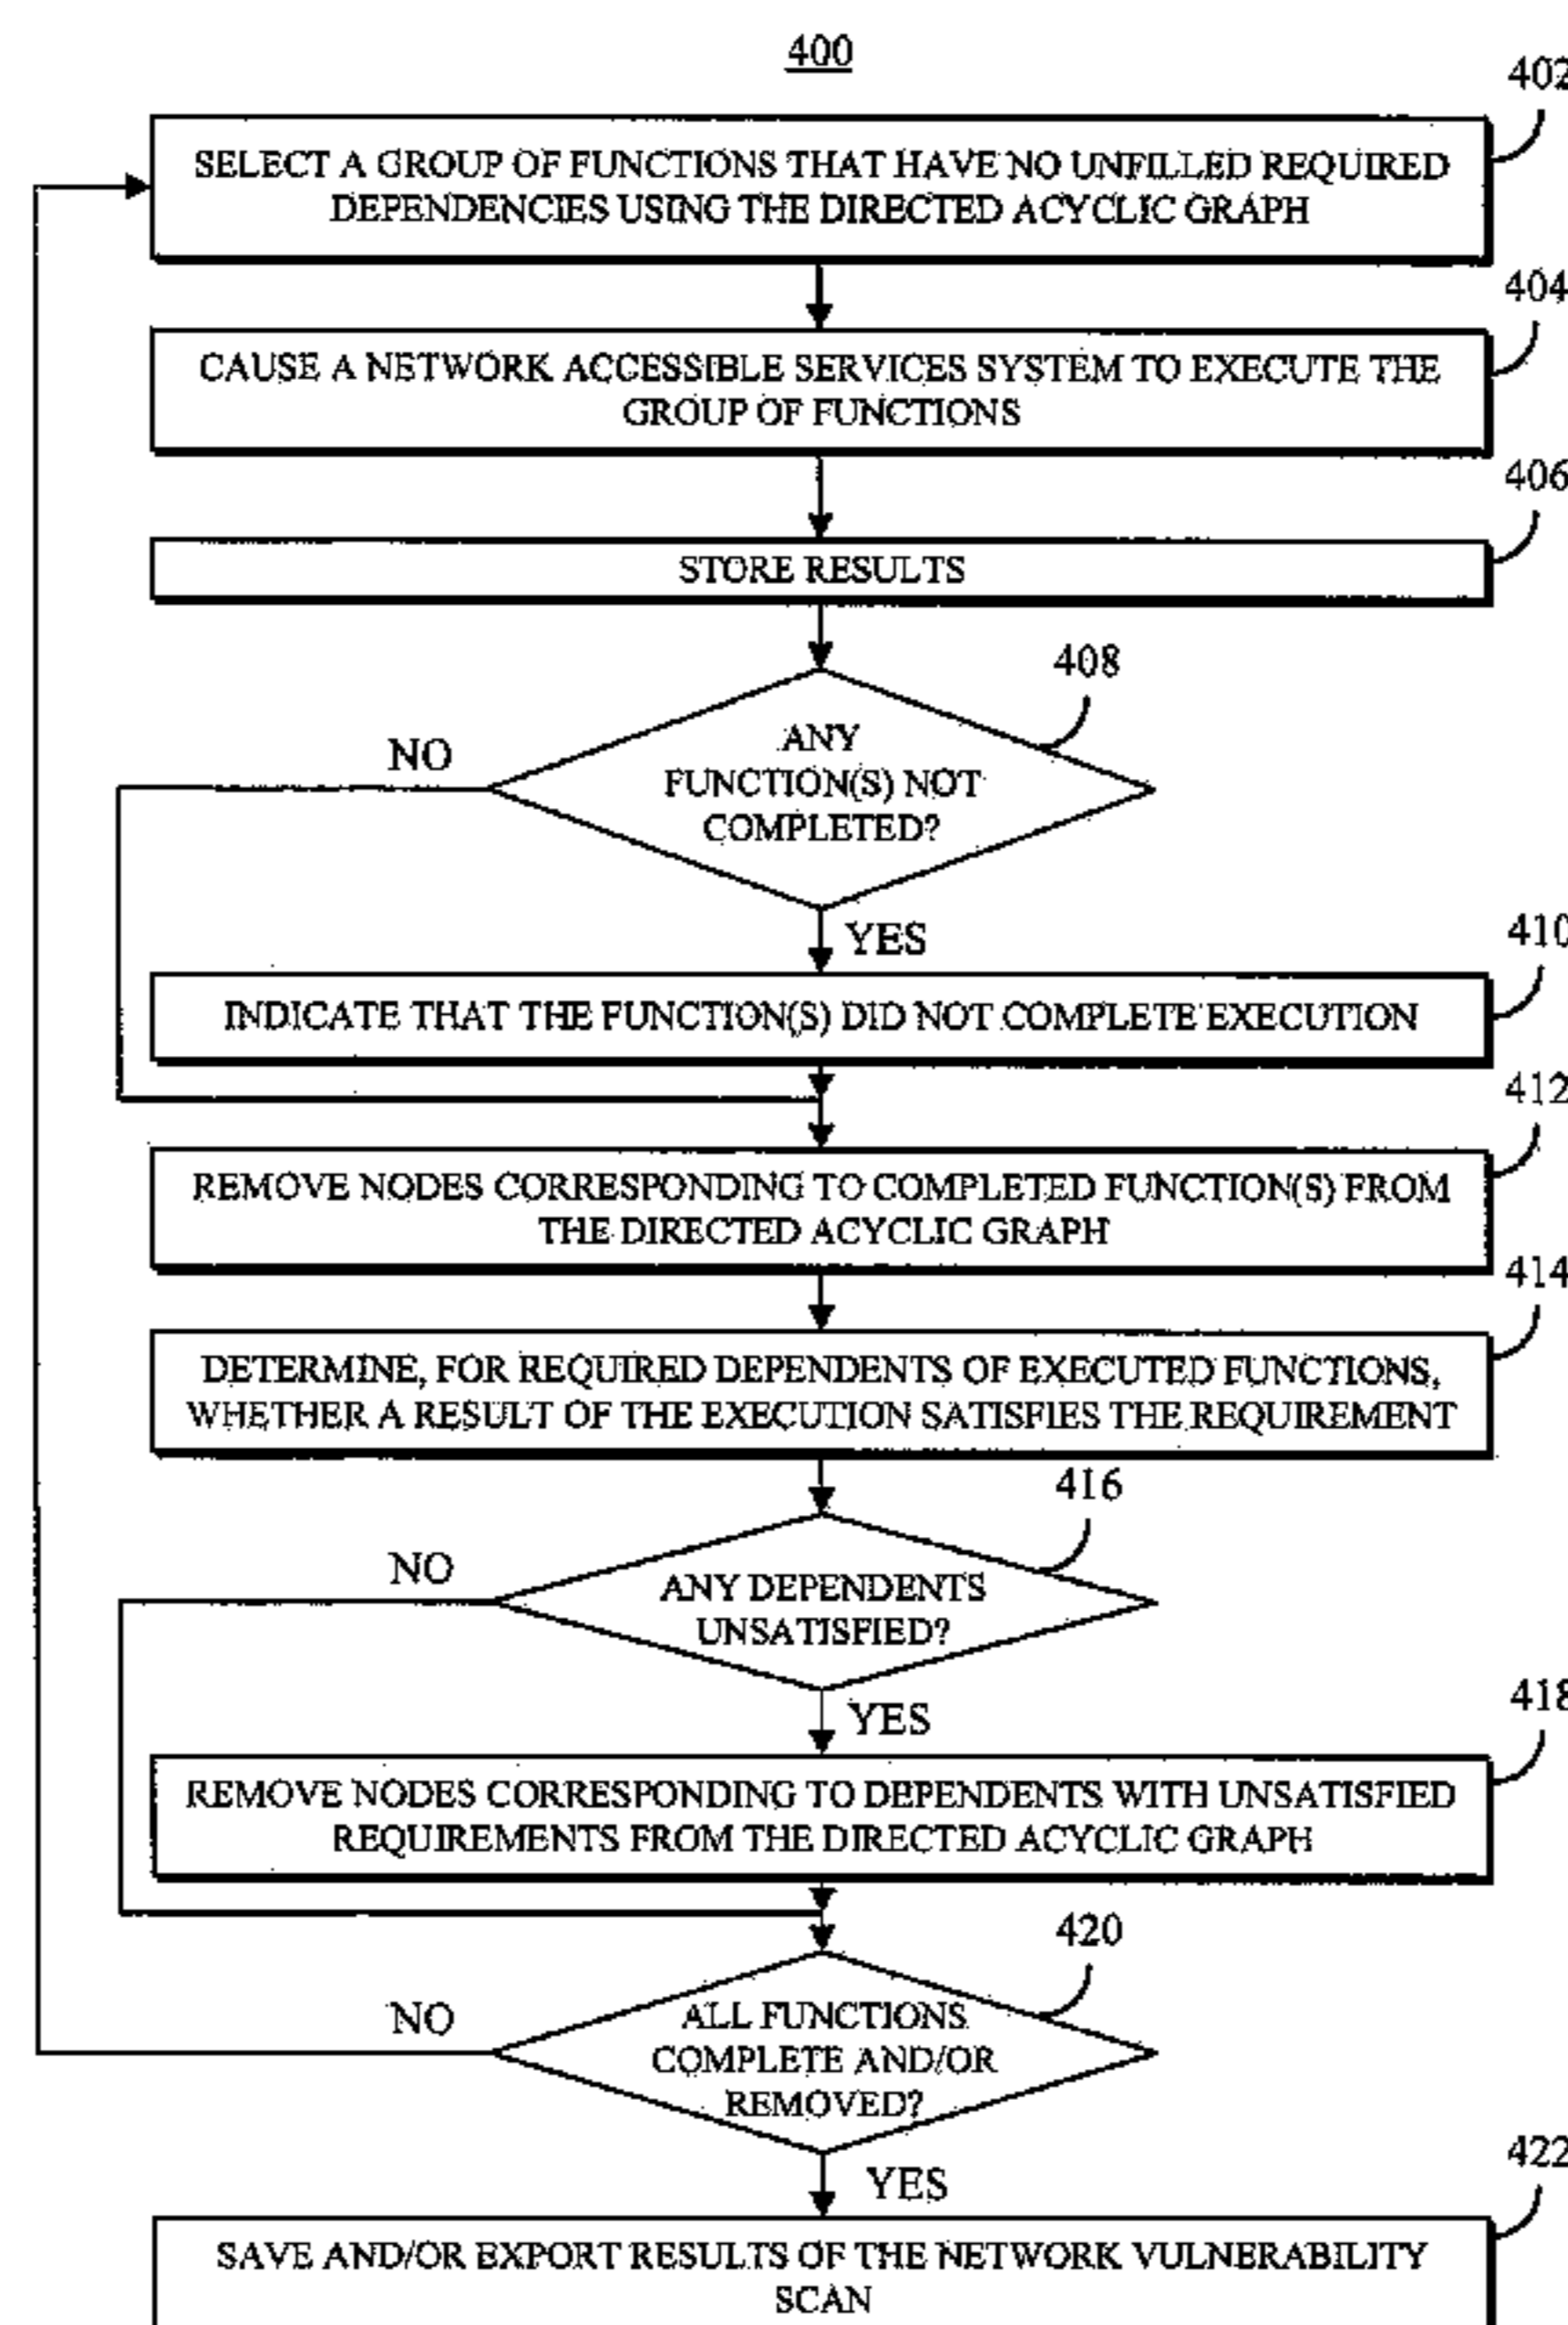 400
402
SELECT A GROUP OF FUNCTIONS THAT HAVE NO UNFILLED REQUIRED
DEPENDENCIES USING THE DIRECTED ACYCLIC GRAPH
404
CAUSE A NETWORK ACCESSIBLE SERVICES SYSTEM TO EXECUTE THE
GROUP OF FUNCTIONS
406
STORE RESULTS
408
ANY
FUNCTION(S) NOT
COMPLETED?
NO
YES
410
INDICATE THAT THE FUNCTION(S) DID NOT COMPLETE EXECUTION
412
REMOVE NODES CORRESPONDING TO COMPLETED FUNCTION(S) FROM
THE DIRECTED ACYCLIC GRAPH
414
DETERMINE, FOR REQUIRED DEPENDENTS OF EXECUTED FUNCTIONS,
WHETHER A RESULT OF THE EXECUTION SATISFIES THE REQUIREMENT
416
NO
ANY DEPENDENTS
UNSATISFIED?
YES
418
REMOVE NODES CORRESPONDING TO DEPENDENTS WITH UNSATISFIED
REQUIREMENTS FROM THE DIRECTED ACYCLIC GRAPH
420
NO
ALL FUNCTIONS
COMPLETE AND/OR
REMOVED?
YES
422
SAVE AND/OR EXPORT RESULTS OF THE NETWORK VULNERABILITY
SCAN